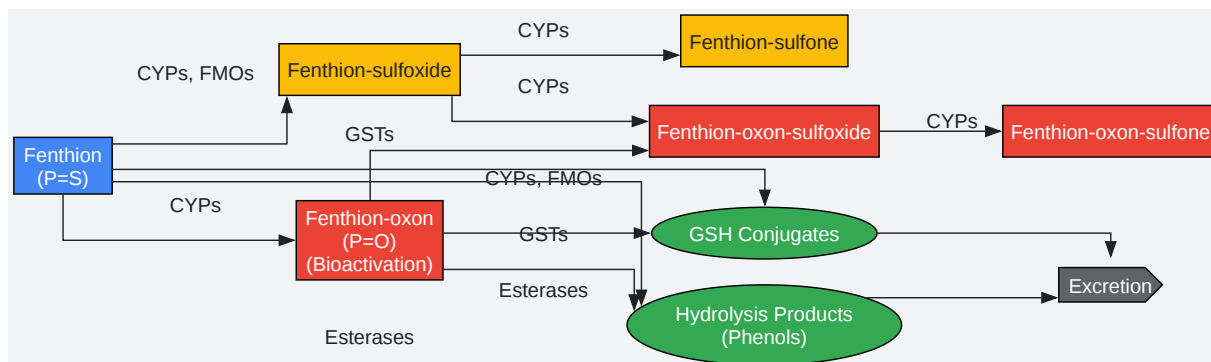 CYPs
Fenthion-sulfone
CYPs, FMOs
Fenthion-sulfoxide
CYPs
GSTs
Fenthion-oxon-sulfoxide
CYPs
Fenthion-oxon-sulfone
Fenthion
(P=S)
CYPs, FMOs
CYPs
Fenthion-oxon
(P=O)
(Bioactivation)
GSTs
GSH Conjugates
Esterases
Excretion
Hydrolysis Products
(Phenols)
Esterases